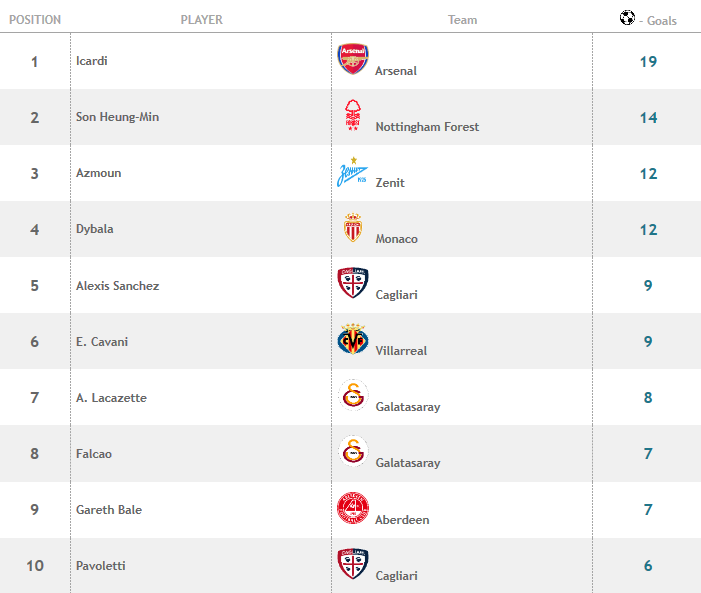 POSITION PLAYER Team - Goals
1 Icardi Arsenal 19
2 Son Heung-Min Nottingham Forest 14
3 Azmoun Zenit 12
4 Dybala Monaco 12
5 Alexis Sanchez Cagliari 9
6 E. Cavani Villarreal 9
7 A. Lacazette Galatasaray 8
8 Falcao Galatasaray 7
9 Gareth Bale Aberdeen 7
10 Pavoletti Cagliari 6